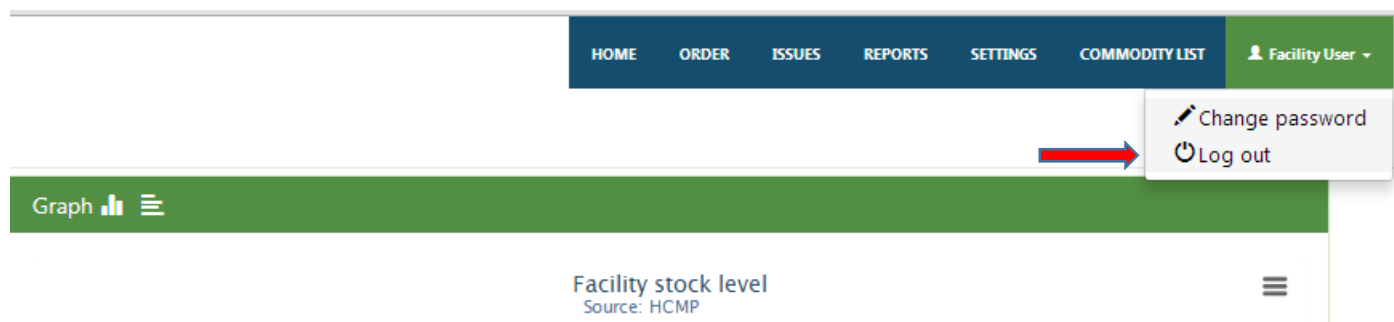 HOME ORDER ISSUES REPORTS SETTINGS COMMODITY LIST Facility User
Change password
Log out
Graph
Facility stock level
Source: HCMP